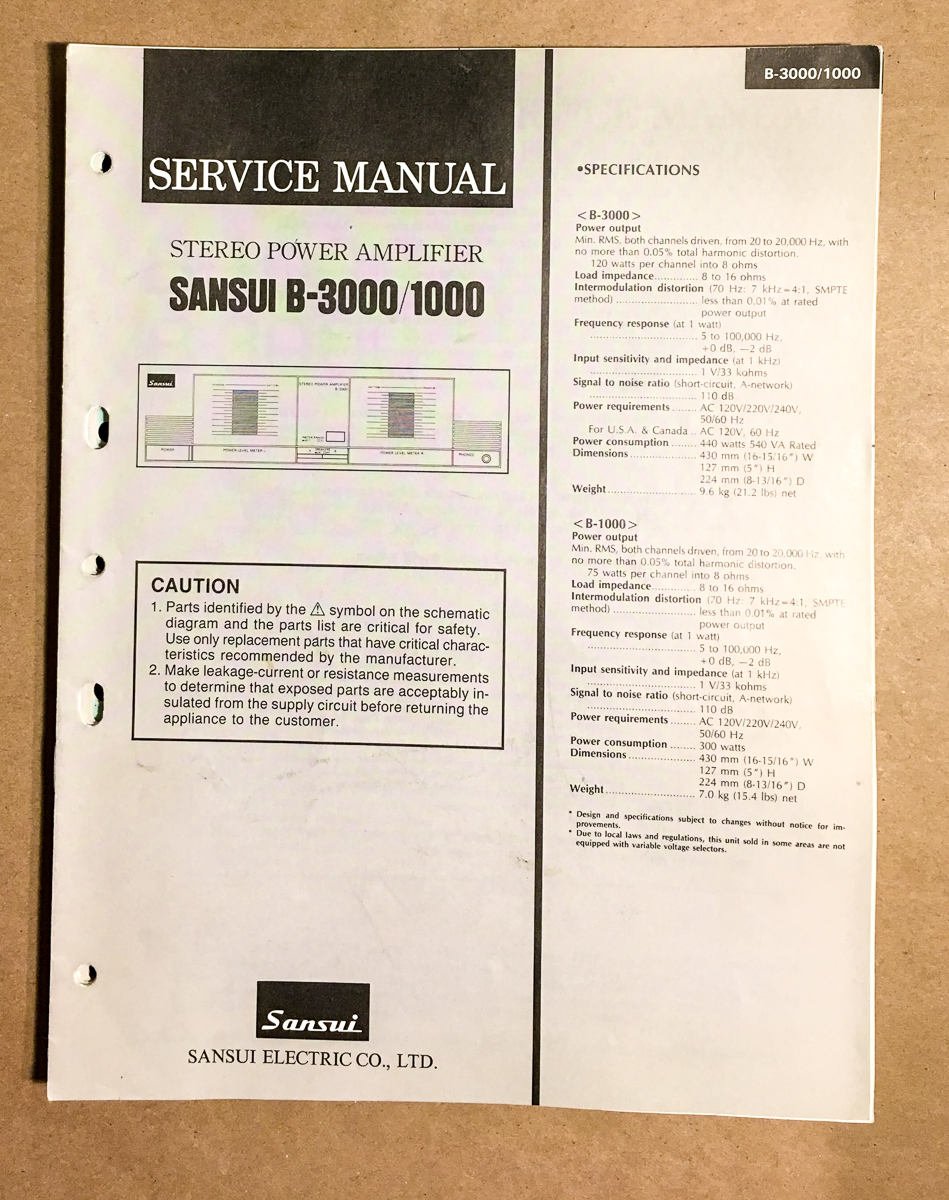 SERVICE MANUAL
STEREO POWER AMPLIFIER
SANSUI B-3000/1000
Sansui
STEREO POWER AMPLIFIER
POWER
POWER LEVEL METER L
POWER LEVEL METER R
PHONES
CAUTION
1. Parts identified by the ⚠ symbol on the schematic
diagram and the parts list are critical for safety.
Use only replacement parts that have critical charac-
teristics recommended by the manufacturer.
2. Make leakage-current or resistance measurements
to determine that exposed parts are acceptably in-
sulated from the supply circuit before returning the
appliance to the customer.
Sansui
SANSUI ELECTRIC CO., LTD.
B-3000/1000
•SPECIFICATIONS
<B-3000>
Power output
Min. RMS, both channels driven, from 20 to 20,000 Hz, with
no more than 0.05% total harmonic distortion.
120 watts per channel into 8 ohms
Load impedance.............. 8 to 16 ohms
Intermodulation distortion (70 Hz: 7 kHz=4:1, SMPTE
method) ........................ less than 0.01% at rated
power output
Frequency response (at 1 watt)
................................ 5 to 100,000 Hz,
+0 dB, −2 dB
Input sensitivity and impedance (at 1 kHz)
................................ 1 V/33 kohms
Signal to noise ratio (short-circuit, A-network)
................................ 110 dB
Power requirements ....... AC 120V/220V/240V,
50/60 Hz
For U.S.A. & Canada .. AC 120V, 60 Hz
Power consumption ....... 440 watts 540 VA Rated
Dimensions.................... 430 mm (16-15/16") W
127 mm (5") H
224 mm (8-13/16") D
Weight.......................... 9.6 kg (21.2 lbs) net
<B-1000>
Power output
Min. RMS, both channels driven, from 20 to 20,000 Hz, with
no more than 0.05% total harmonic distortion.
75 watts per channel into 8 ohms
Load impedance.............. 8 to 16 ohms
Intermodulation distortion (70 Hz: 7 kHz=4:1, SMPTE
method) ........................ less than 0.01% at rated
power output
Frequency response (at 1 watt)
................................ 5 to 100,000 Hz,
+0 dB, −2 dB
Input sensitivity and impedance (at 1 kHz)
................................ 1 V/33 kohms
Signal to noise ratio (short-circuit, A-network)
................................ 110 dB
Power requirements ....... AC 120V/220V/240V,
50/60 Hz
Power consumption ........ 300 watts
Dimensions.................... 430 mm (16-15/16") W
127 mm (5") H
224 mm (8-13/16") D
Weight.......................... 7.0 kg (15.4 lbs) net
* Design and specifications subject to changes without notice for im-
provements.
* Due to local laws and regulations, this unit sold in some areas are not
equipped with variable voltage selectors.